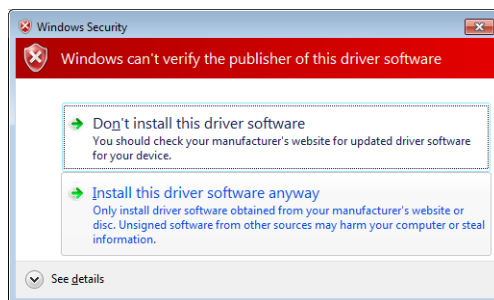 Windows Security
Windows can't verify the publisher of this driver software
Don't install this driver software
You should check your manufacturer's website for updated driver software
for your device.
Install this driver software anyway
Only install driver software obtained from your manufacturer's website or
disc. Unsigned software from other sources may harm your computer or steal
information.
See details